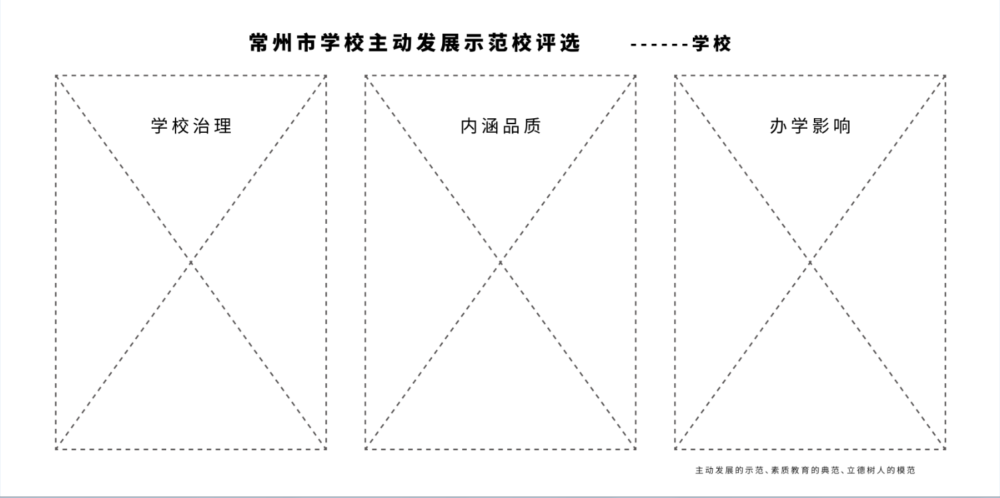 常州市学校主动发展示范校评选 ------学校
学校治理
内涵品质
办学影响
主动发展的示范、素质教育的典范、立德树人的模范